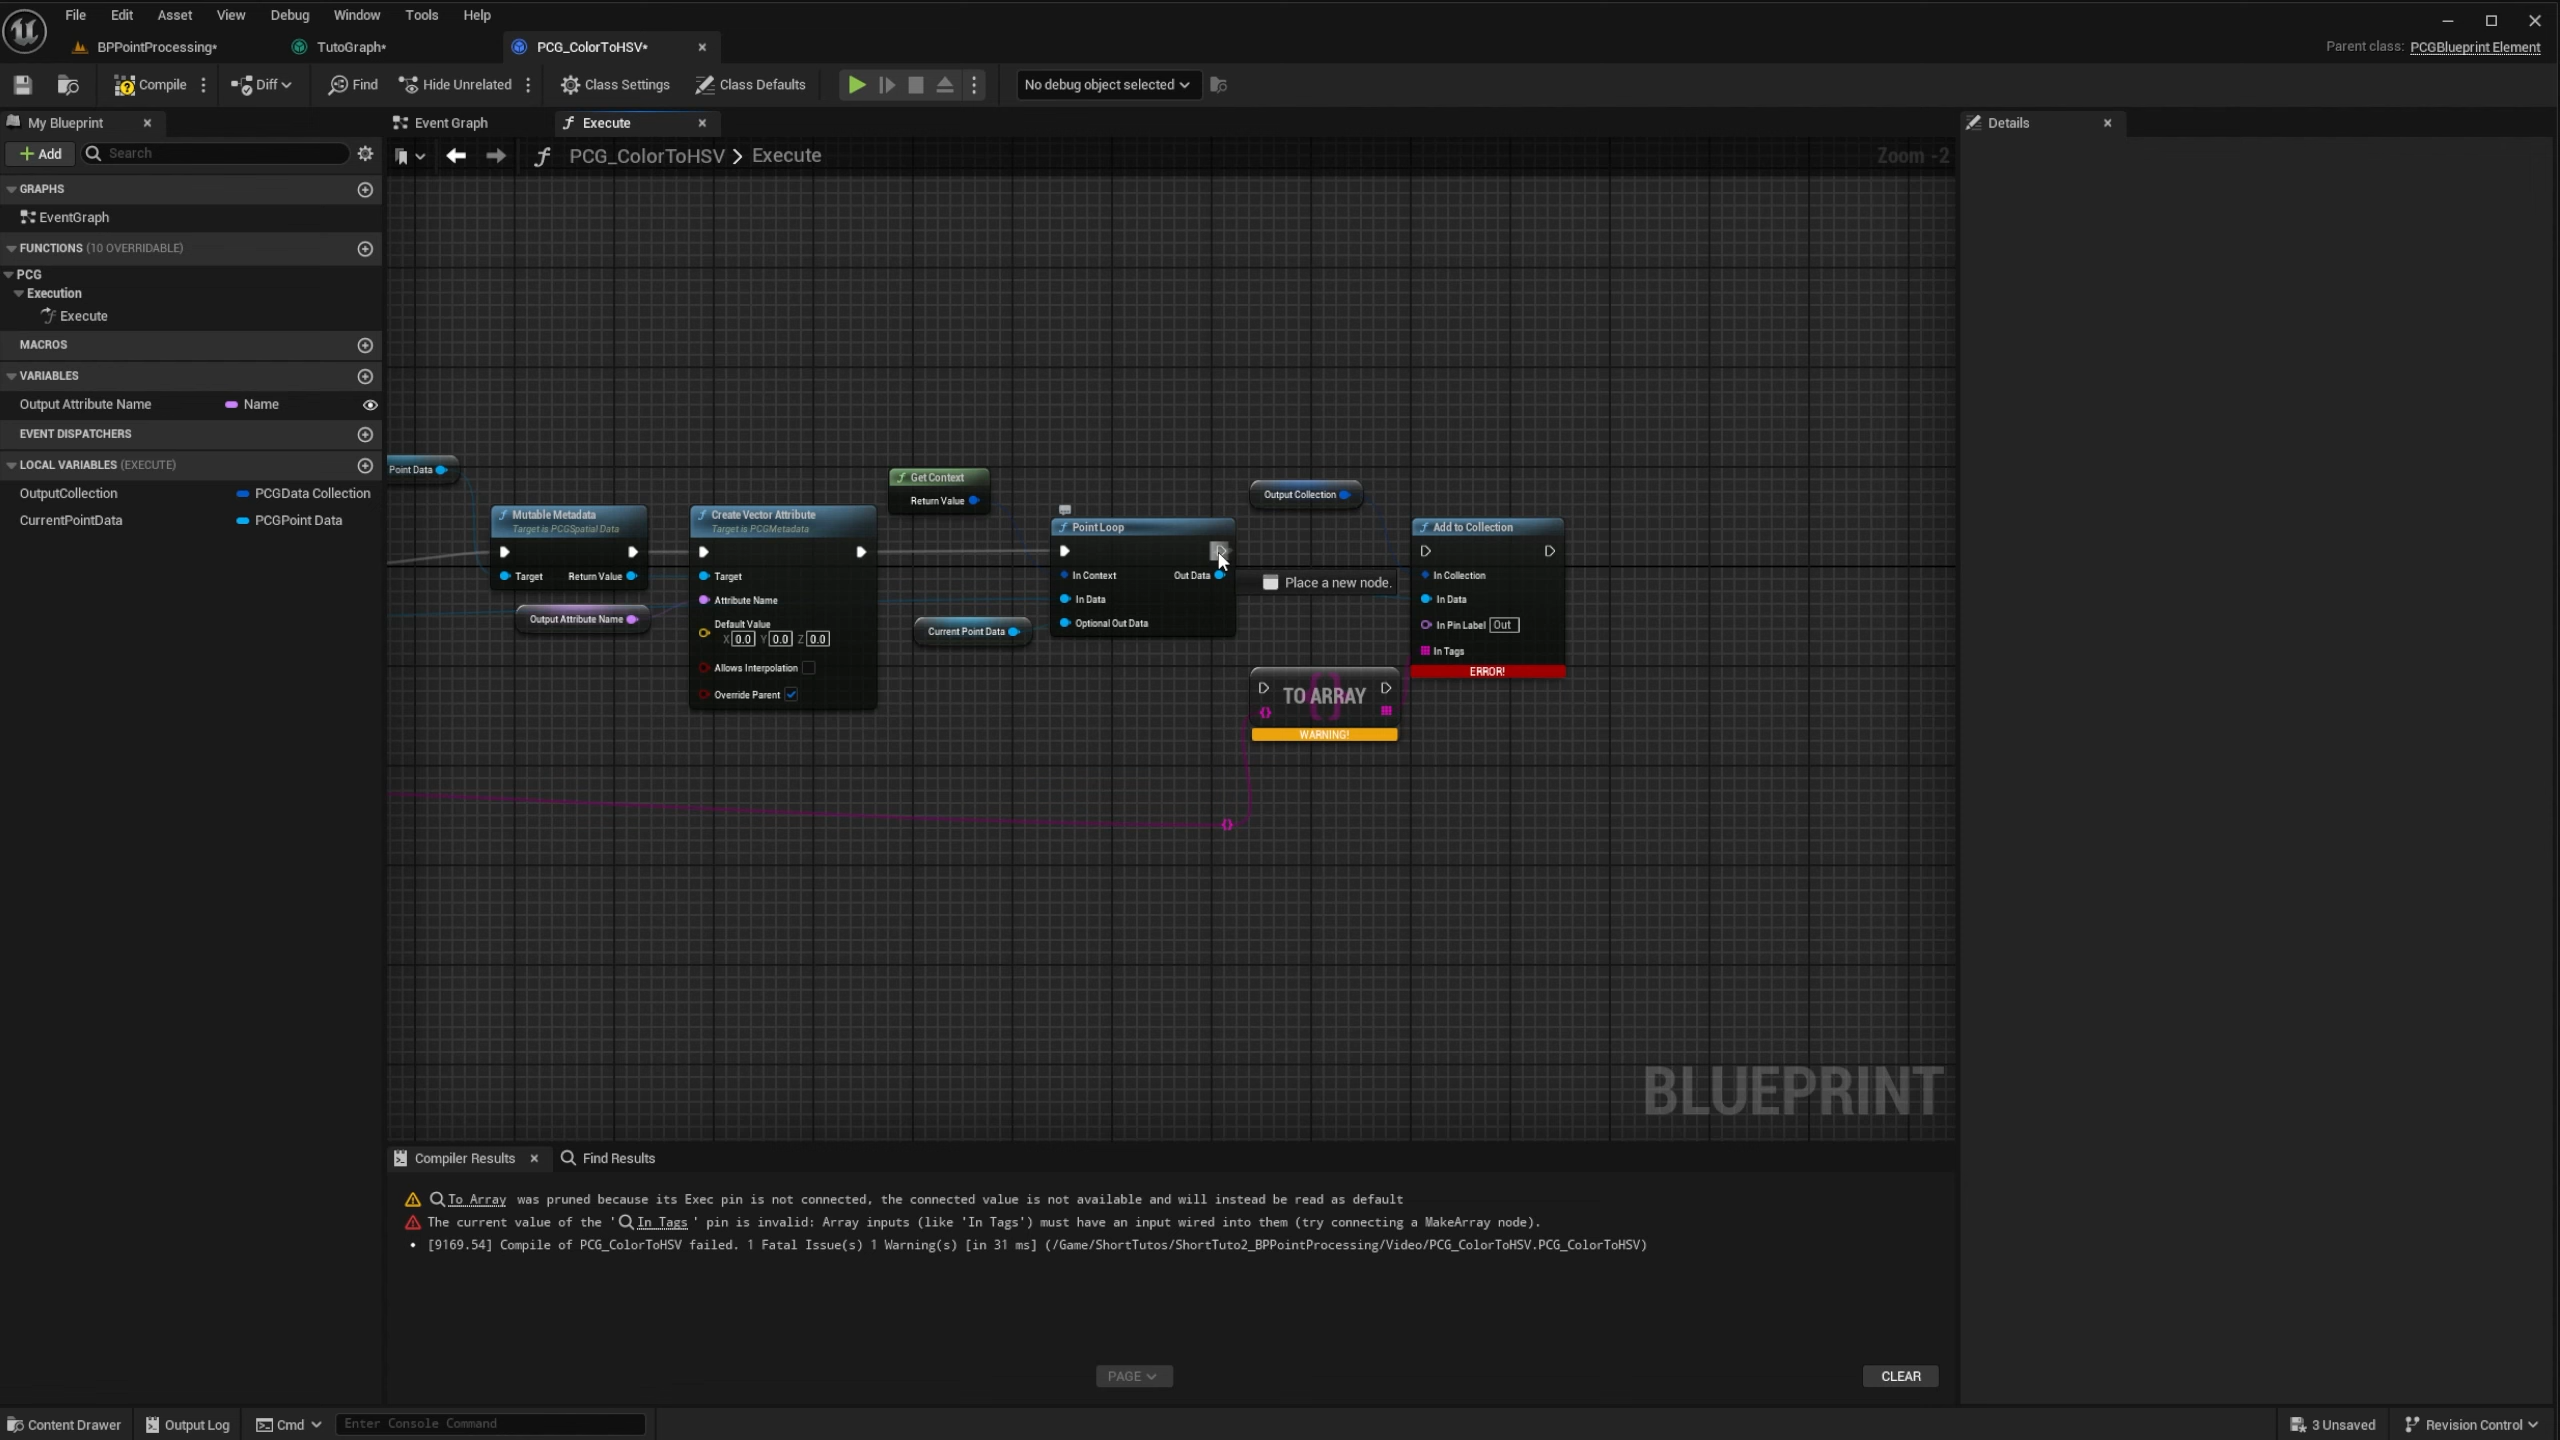 File Edit Asset View Debug Window Tools Help
BPPointProcessing* TutoGraph* PCG_ColorToHSV*
Parent class: PCGBlueprint Element
Compile Diff Find Hide Unrelated Class Settings Class Defaults No debug object selected
My Blueprint
Event Graph Execute
Details
Add Search
PCG_ColorToHSV > Execute
Zoom -2
GRAPHS
EventGraph
FUNCTIONS (10 OVERRIDABLE)
PCG
Execution
Execute
MACROS
VARIABLES
Output Attribute Name Name
EVENT DISPATCHERS
LOCAL VARIABLES (EXECUTE)
OutputCollection PCGData Collection
CurrentPointData PCGPoint Data
Point Data
Mutable Metadata
Target is PCGSpatial Data
Target Return Value
Output Attribute Name
Create Vector Attribute
Target is PCGMetadata
Target
Attribute Name
Default Value
X 0.0 Y 0.0 Z 0.0
Allows Interpolation
Override Parent
Get Context
Return Value
Current Point Data
Point Loop
In Context Out Data
In Data
Optional Out Data
Place a new node.
Output Collection
Add to Collection
In Collection
In Data
In Pin Label Out
In Tags
ERROR!
TO ARRAY
WARNING!
BLUEPRINT
Compiler Results Find Results
To Array was pruned because its Exec pin is not connected, the connected value is not available and will instead be read as default
The current value of the ' In Tags ' pin is invalid: Array inputs (like 'In Tags') must have an input wired into them (try connecting a MakeArray node).
• [9169.54] Compile of PCG_ColorToHSV failed. 1 Fatal Issue(s) 1 Warning(s) [in 31 ms] (/Game/ShortTutos/ShortTuto2_BPPointProcessing/Video/PCG_ColorToHSV.PCG_ColorToHSV)
PAGE
CLEAR
Content Drawer Output Log Cmd Enter Console Command 3 Unsaved Revision Control